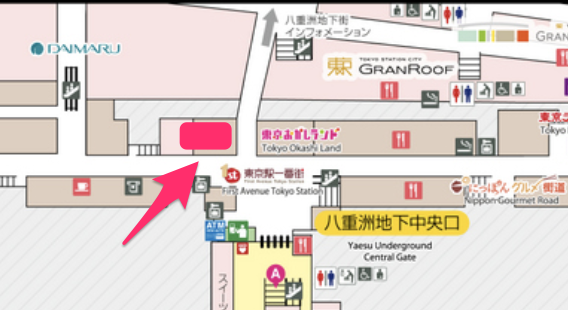 八重洲地下街
インフォメーション
DAIMARU
TOKYO STATION CITY
GRANROOF
GRAN
東京おかしランド
Tokyo Okashi Land
東京
Tokyo
1st 東京駅一番街
First Avenue Tokyo Station
にっぽん グルメ 街道
Nippon Gourmet Road
八重洲地下中央口
Yaesu Underground
Central Gate
ATM
A
スイーツ